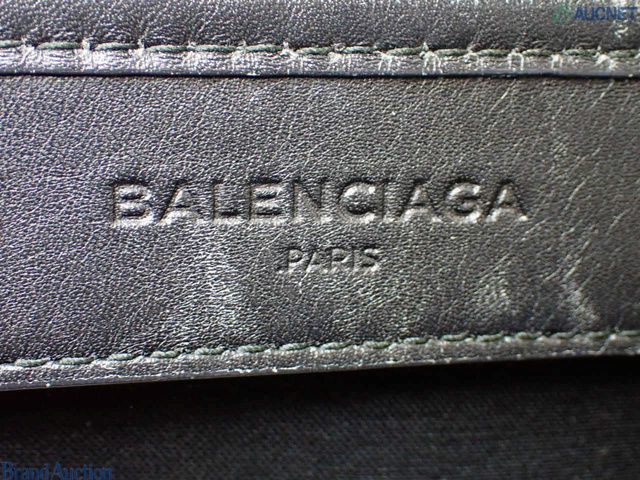 AUCNET
BALENCIAGA
PARIS
Brand Auction